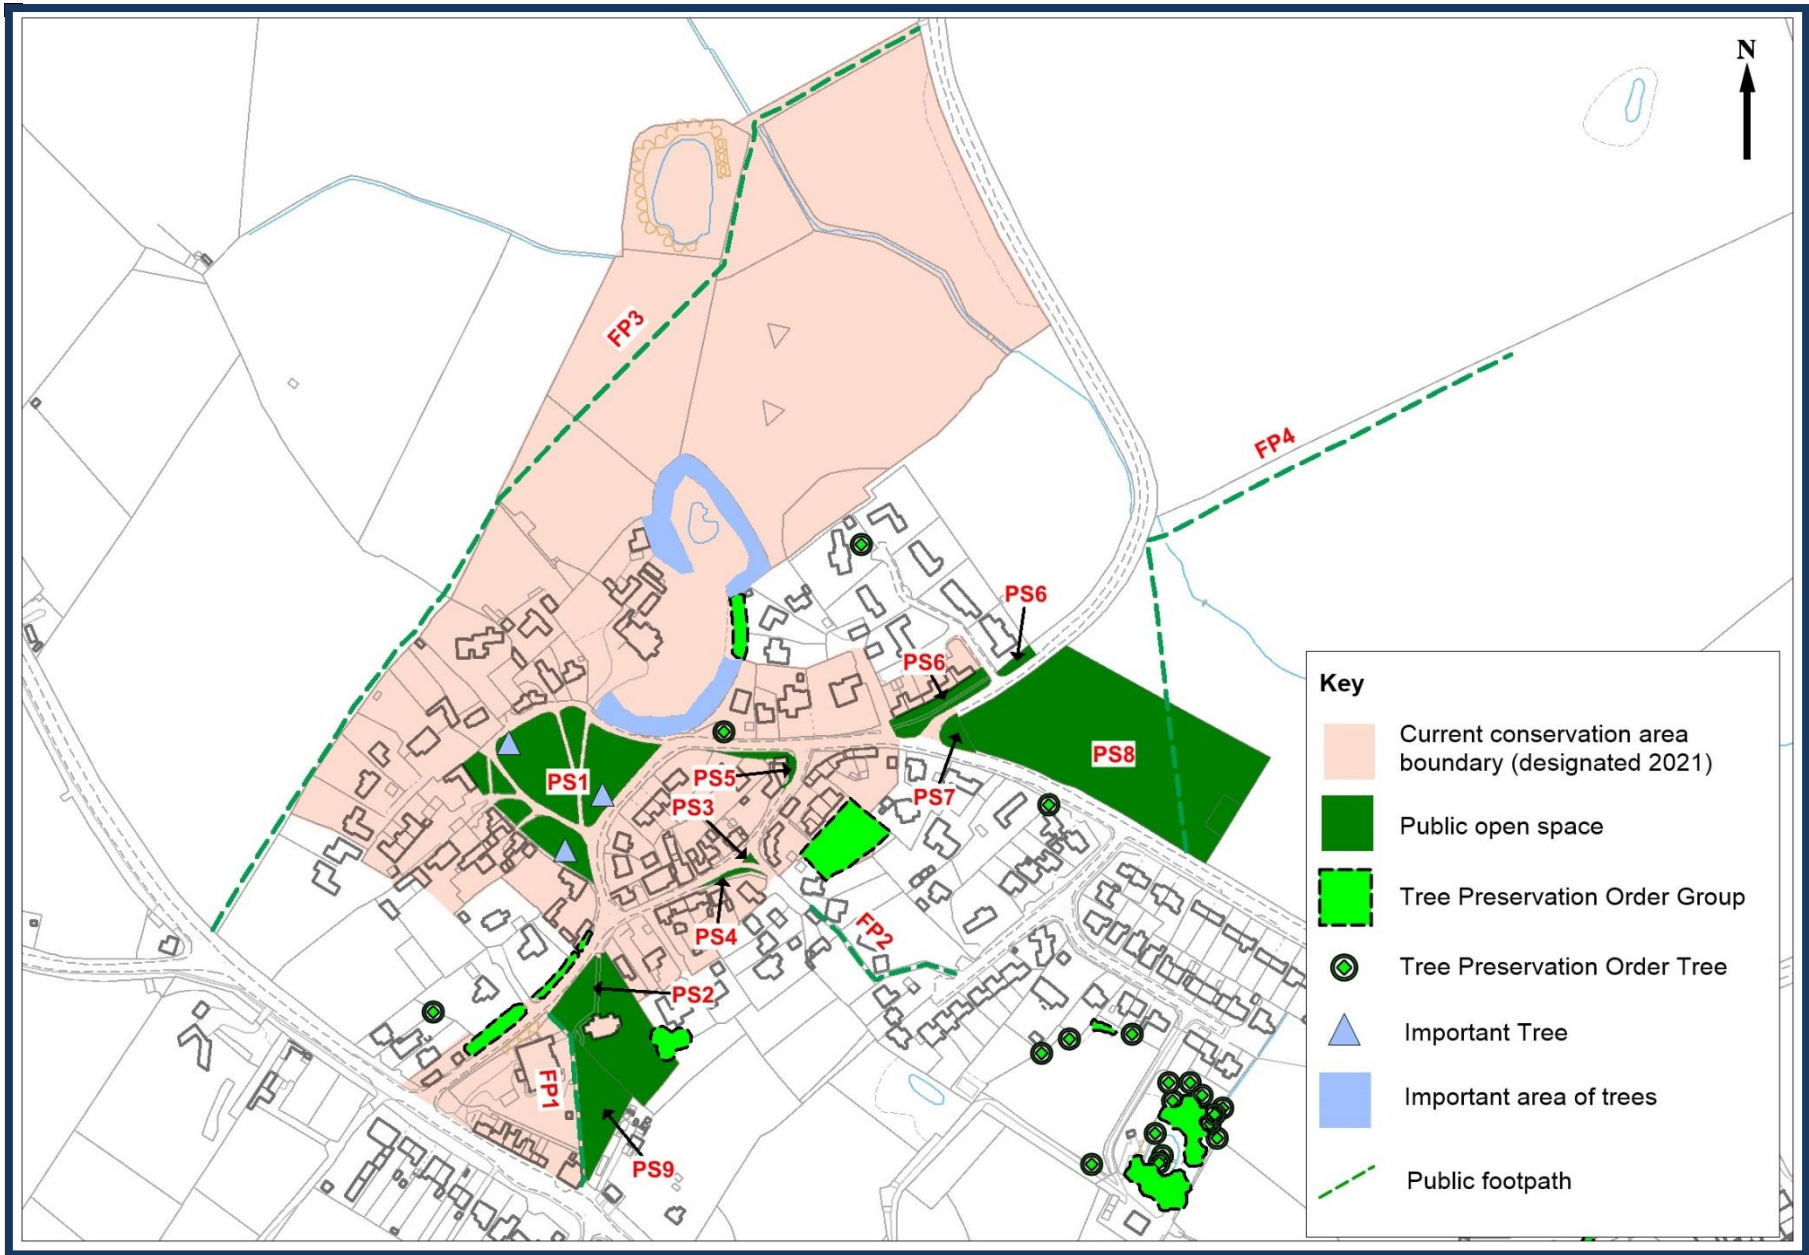 N
FP3
FP4
PS6
PS6
PS8
PS1
PS5
PS7
PS3
PS4
FP2
PS2
FP1
PS9
Key
Current conservation area
boundary (designated 2021)
Public open space
Tree Preservation Order Group
Tree Preservation Order Tree
Important Tree
Important area of trees
Public footpath